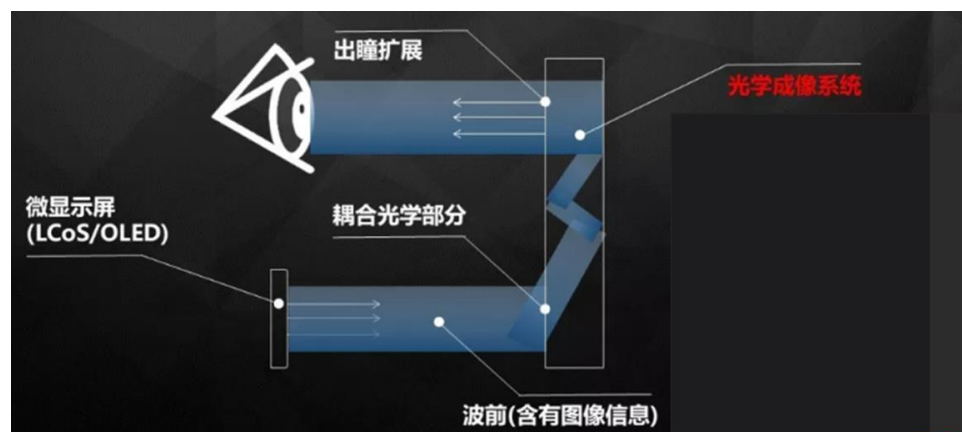 出瞳扩展
光学成像系统
微显示屏
(LCoS/OLED)
耦合光学部分
波前(含有图像信息)